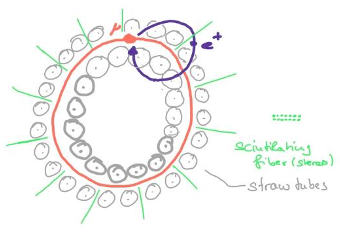 μ
e⁺
Scintillating
fiber (stereo)
straw tubes